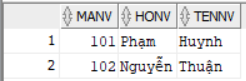 MANV HONV TENNV
1 101 Phạm Huynh
2 102 Nguyễn Thuận